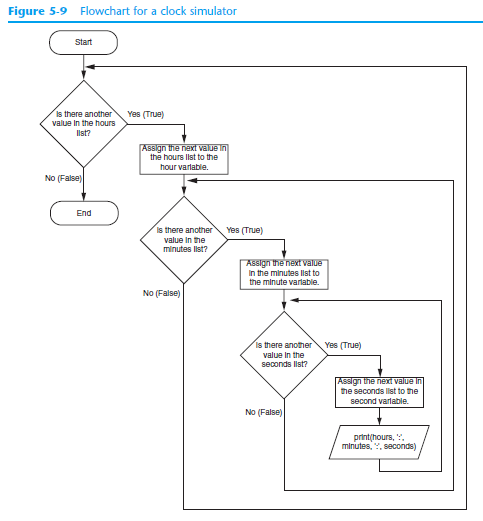 Figure 5-9 Flowchart for a clock simulator
Start
Is there another
value in the hours
list?
Yes (True)
Assign the next value in
the hours list to the
hour variable.
No (False)
End
Is there another
value in the
minutes list?
Yes (True)
Assign the next value
in the minutes list to
the minute variable.
No (False)
Is there another
value in the
seconds list?
Yes (True)
Assign the next value in
the seconds list to the
second variable.
No (False)
print(hours, ':',
minutes, ':', seconds)